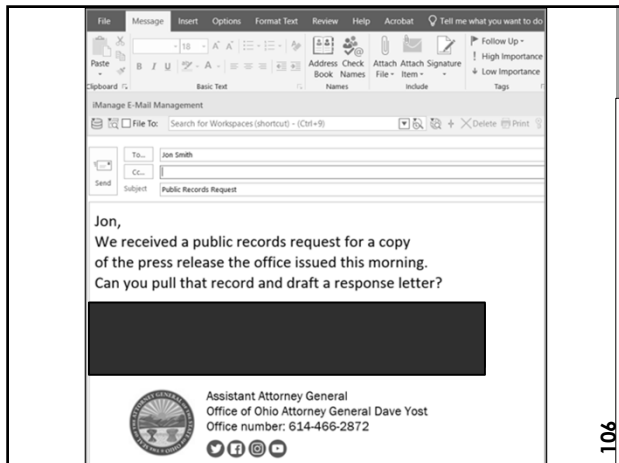 File Message Insert Options Format Text Review Help Acrobat Tell me what you want to do
Paste
18
A A
B I U
A
Clipboard
Basic Text
Address Book
Check Names
Names
Attach File
Attach Item
Signature
Include
Follow Up
High Importance
Low Importance
Tags
iManage E-Mail Management
File To: Search for Workspaces (shortcut) - (Ctrl+9) Delete Print
Send
To... Jon Smith
Cc...
Subject Public Records Request
Jon,
We received a public records request for a copy
of the press release the office issued this morning.
Can you pull that record and draft a response letter?
Assistant Attorney General
Office of Ohio Attorney General Dave Yost
Office number: 614-466-2872
106